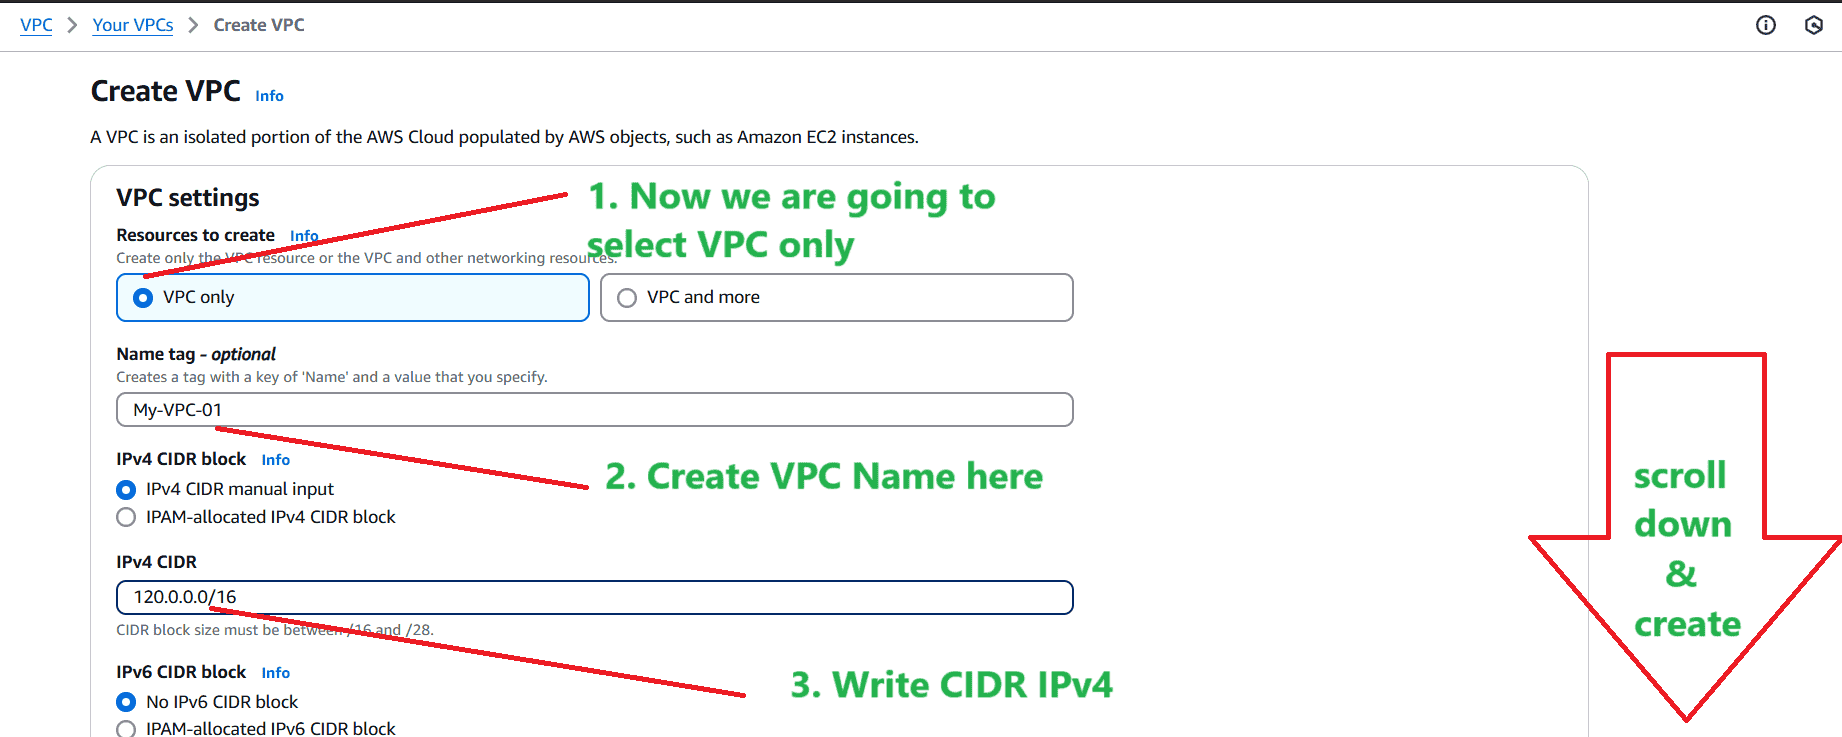 VPC > Your VPCs > Create VPC
Create VPC Info
A VPC is an isolated portion of the AWS Cloud populated by AWS objects, such as Amazon EC2 instances.
VPC settings
1. Now we are going to
select VPC only
Resources to create Info
Create only the VPC resource or the VPC and other networking resources.
VPC only
VPC and more
Name tag - optional
Creates a tag with a key of 'Name' and a value that you specify.
My-VPC-01
2. Create VPC Name here
IPv4 CIDR block Info
IPv4 CIDR manual input
IPAM-allocated IPv4 CIDR block
IPv4 CIDR
120.0.0.0/16
CIDR block size must be between /16 and /28.
3. Write CIDR IPv4
IPv6 CIDR block Info
No IPv6 CIDR block
IPAM-allocated IPv6 CIDR block
scroll
down
&
create